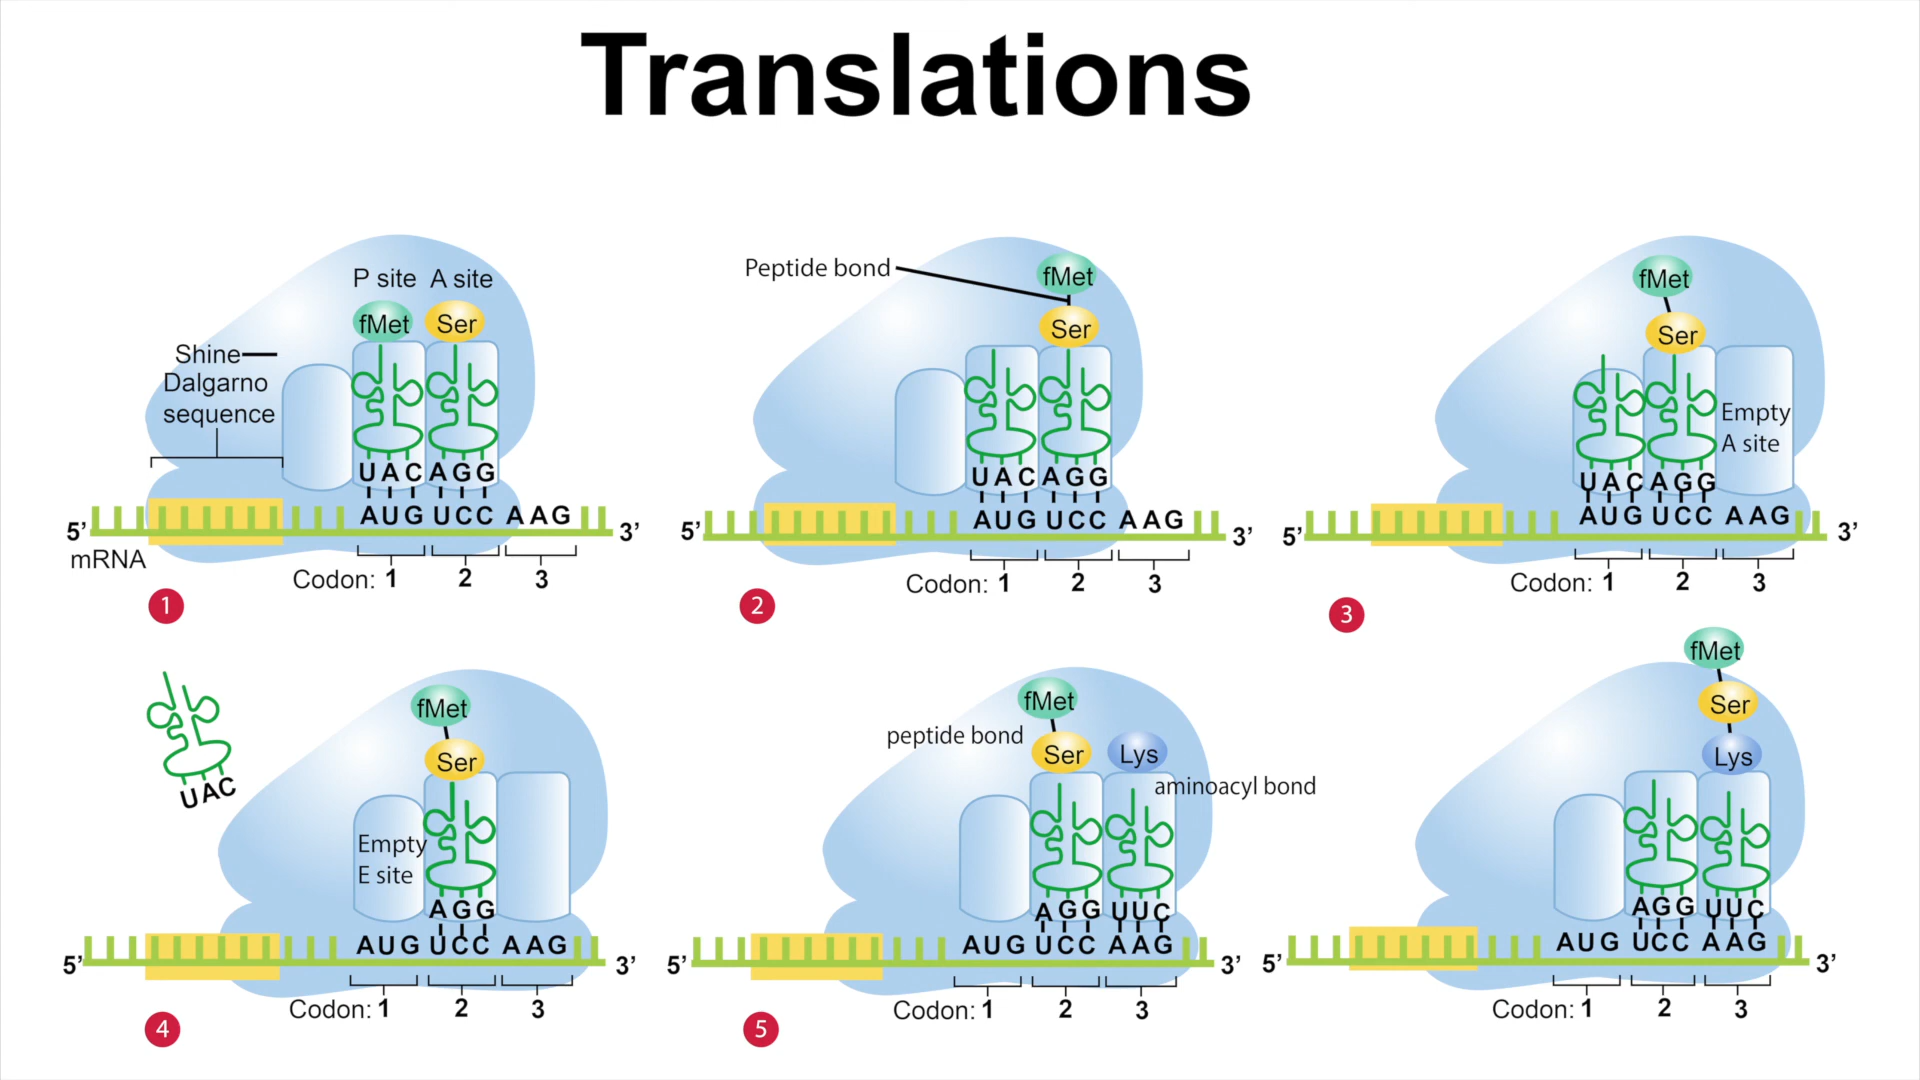 Translations
P site A site
fMet Ser
Shine
Dalgarno
sequence
UAC AGG
5' AUG UCC AAG 3'
mRNA
Codon: 1 2 3
1
Peptide bond
fMet
Ser
UAC AGG
5' AUG UCC AAG 3'
Codon: 1 2 3
2
fMet
Ser
Empty
A site
UAC AGG
5' AUG UCC AAG 3'
Codon: 1 2 3
3
UAC
fMet
Ser
Empty
E site
AGG
5' AUG UCC AAG 3'
Codon: 1 2 3
4
fMet
peptide bond
Ser Lys
aminoacyl bond
AGG UUC
5' AUG UCC AAG 3'
Codon: 1 2 3
5
fMet
Ser
Lys
AGG UUC
5' AUG UCC AAG 3'
Codon: 1 2 3